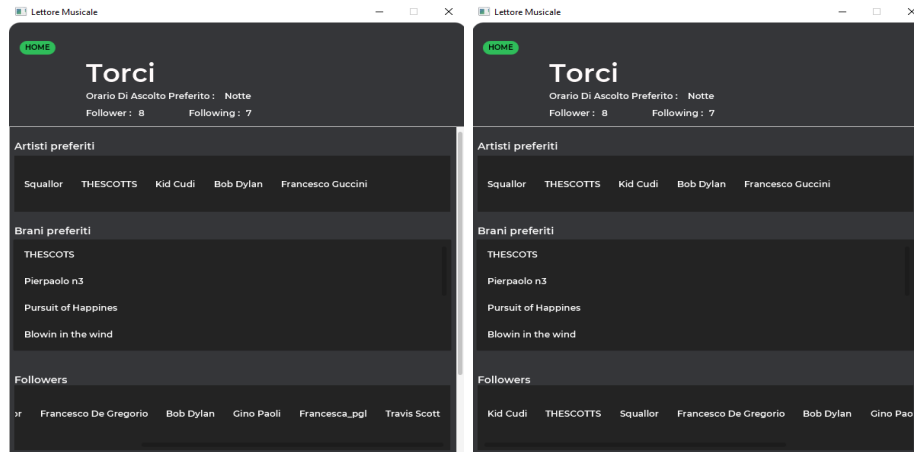 Lettore Musicale
HOME
Torci
Orario Di Ascolto Preferito : Notte
Follower : 8 Following : 7
Artisti preferiti
Squallor THESCOTTS Kid Cudi Bob Dylan Francesco Guccini
Brani preferiti
THESCOTS
Pierpaolo n3
Pursuit of Happines
Blowin in the wind
Followers
or Francesco De Gregorio Bob Dylan Gino Paoli Francesca_pgl Travis Scott
Lettore Musicale
HOME
Torci
Orario Di Ascolto Preferito : Notte
Follower : 8 Following : 7
Artisti preferiti
Squallor THESCOTTS Kid Cudi Bob Dylan Francesco Guccini
Brani preferiti
THESCOTS
Pierpaolo n3
Pursuit of Happines
Blowin in the wind
Followers
Kid Cudi THESCOTTS Squallor Francesco De Gregorio Bob Dylan Gino Pao